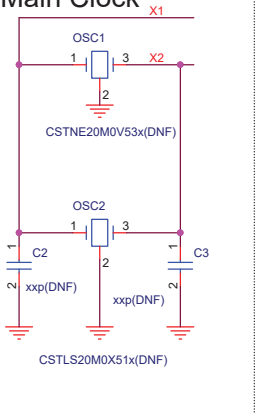 Main Clock
X1
OSC1
1 3 X2
2
CSTNE20M0V53x(DNF)
OSC2
1 3
1 C2 2 1 C3
2 xxp(DNF) 2 xxp(DNF)
CSTLS20M0X51x(DNF)